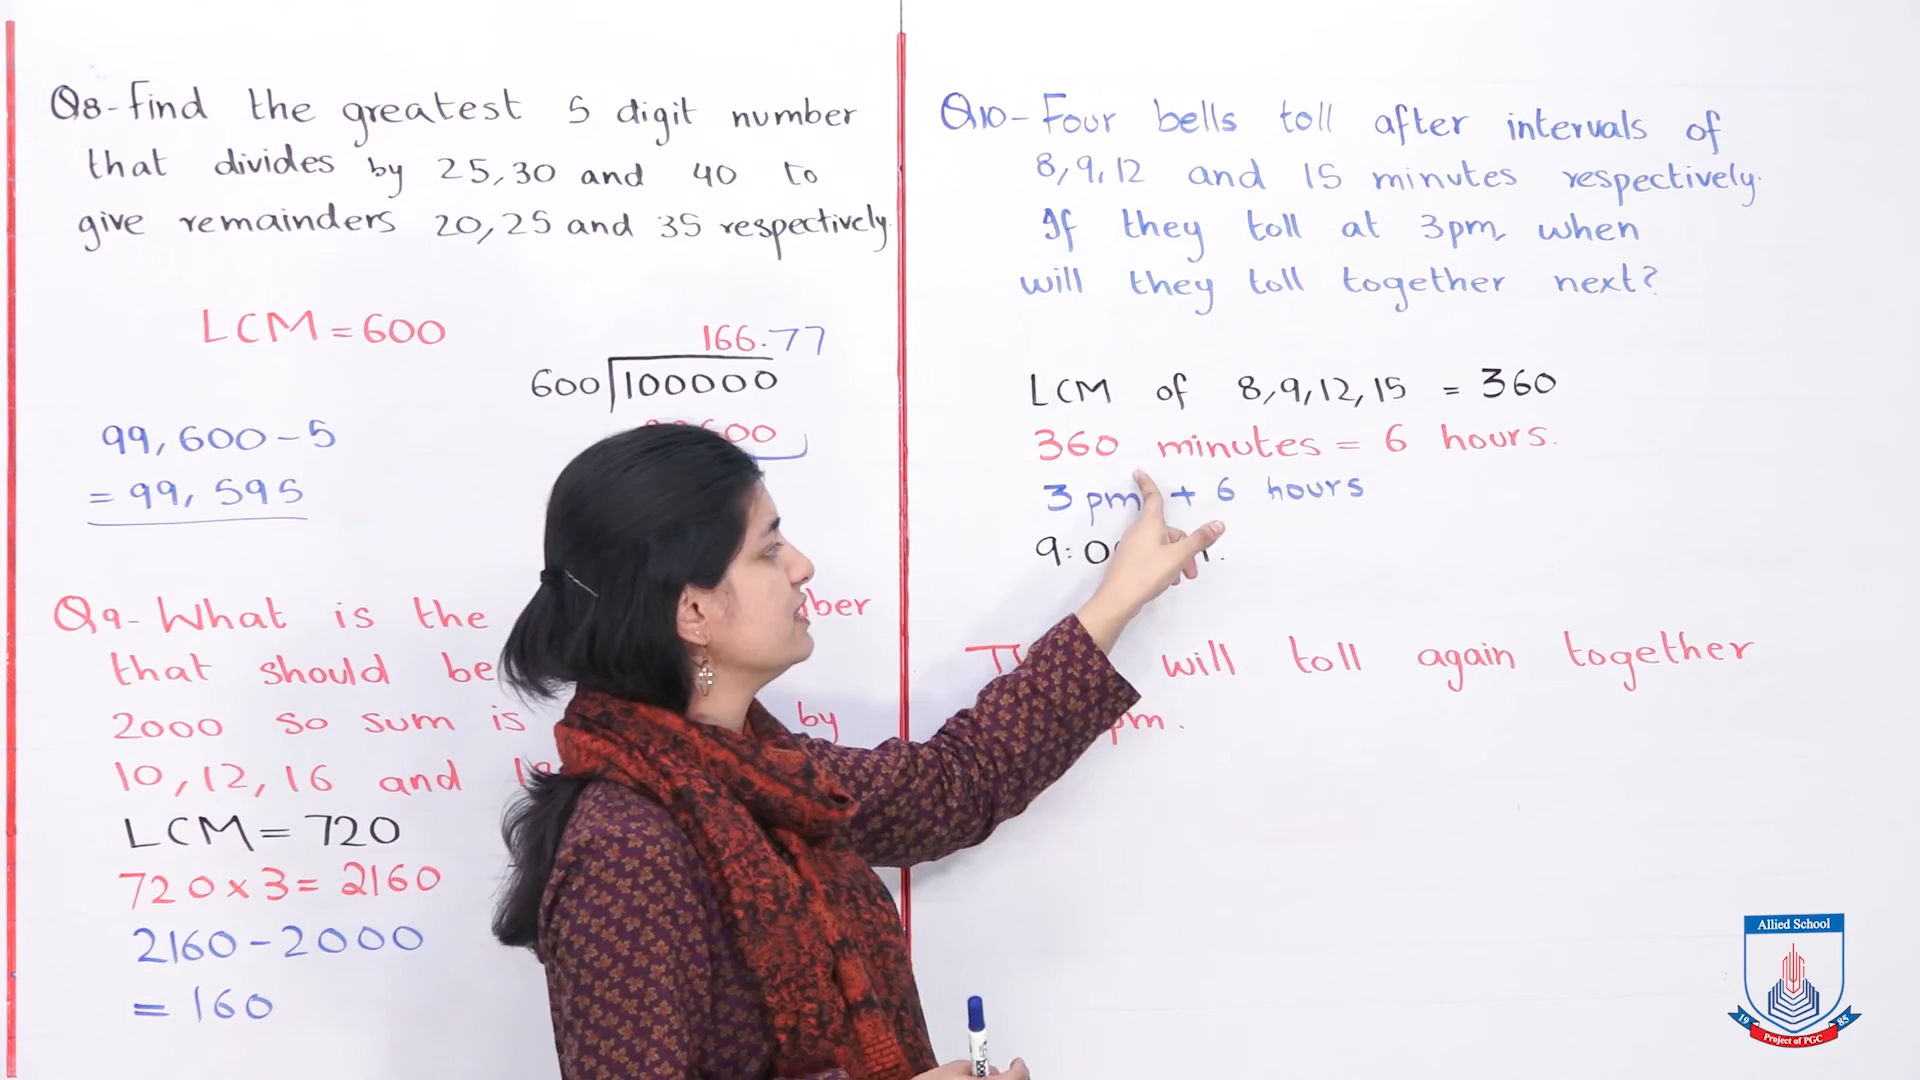 Q8- Find the greatest 5 digit number
that divides by 25,30 and 40 to
give remainders 20,25 and 35 respectively.
LCM = 600
166.77
600 100000
600
99,600 - 5
= 99,595
Q9- What is the
that should be
2000 so sum is by
10,12,16 and
LCM = 720
720 x 3 = 2160
2160 - 2000
= 160
Q10- Four bells toll after intervals of
8,9,12 and 15 minutes respectively.
If they toll at 3pm, when
will they toll together next?
LCM of 8,9,12,15 = 360
360 minutes = 6 hours.
3 pm + 6 hours
9:0
will toll again together
pm.
Allied School
19 85
Project of PGC